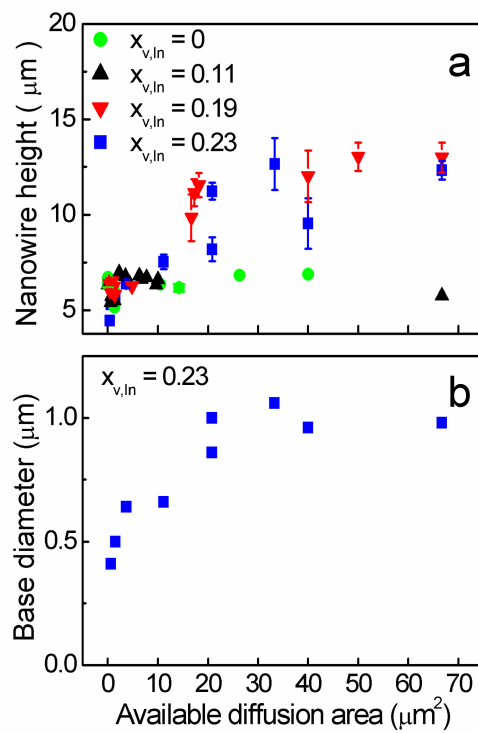 a
x_v,In = 0
x_v,In = 0.11
x_v,In = 0.19
x_v,In = 0.23
Nanowire height ( μm)
20
15
10
5
b
x_v,In = 0.23
Base diameter (μm)
1.0
0.5
0.0
0 10 20 30 40 50 60 70
Available diffusion area (μm²)